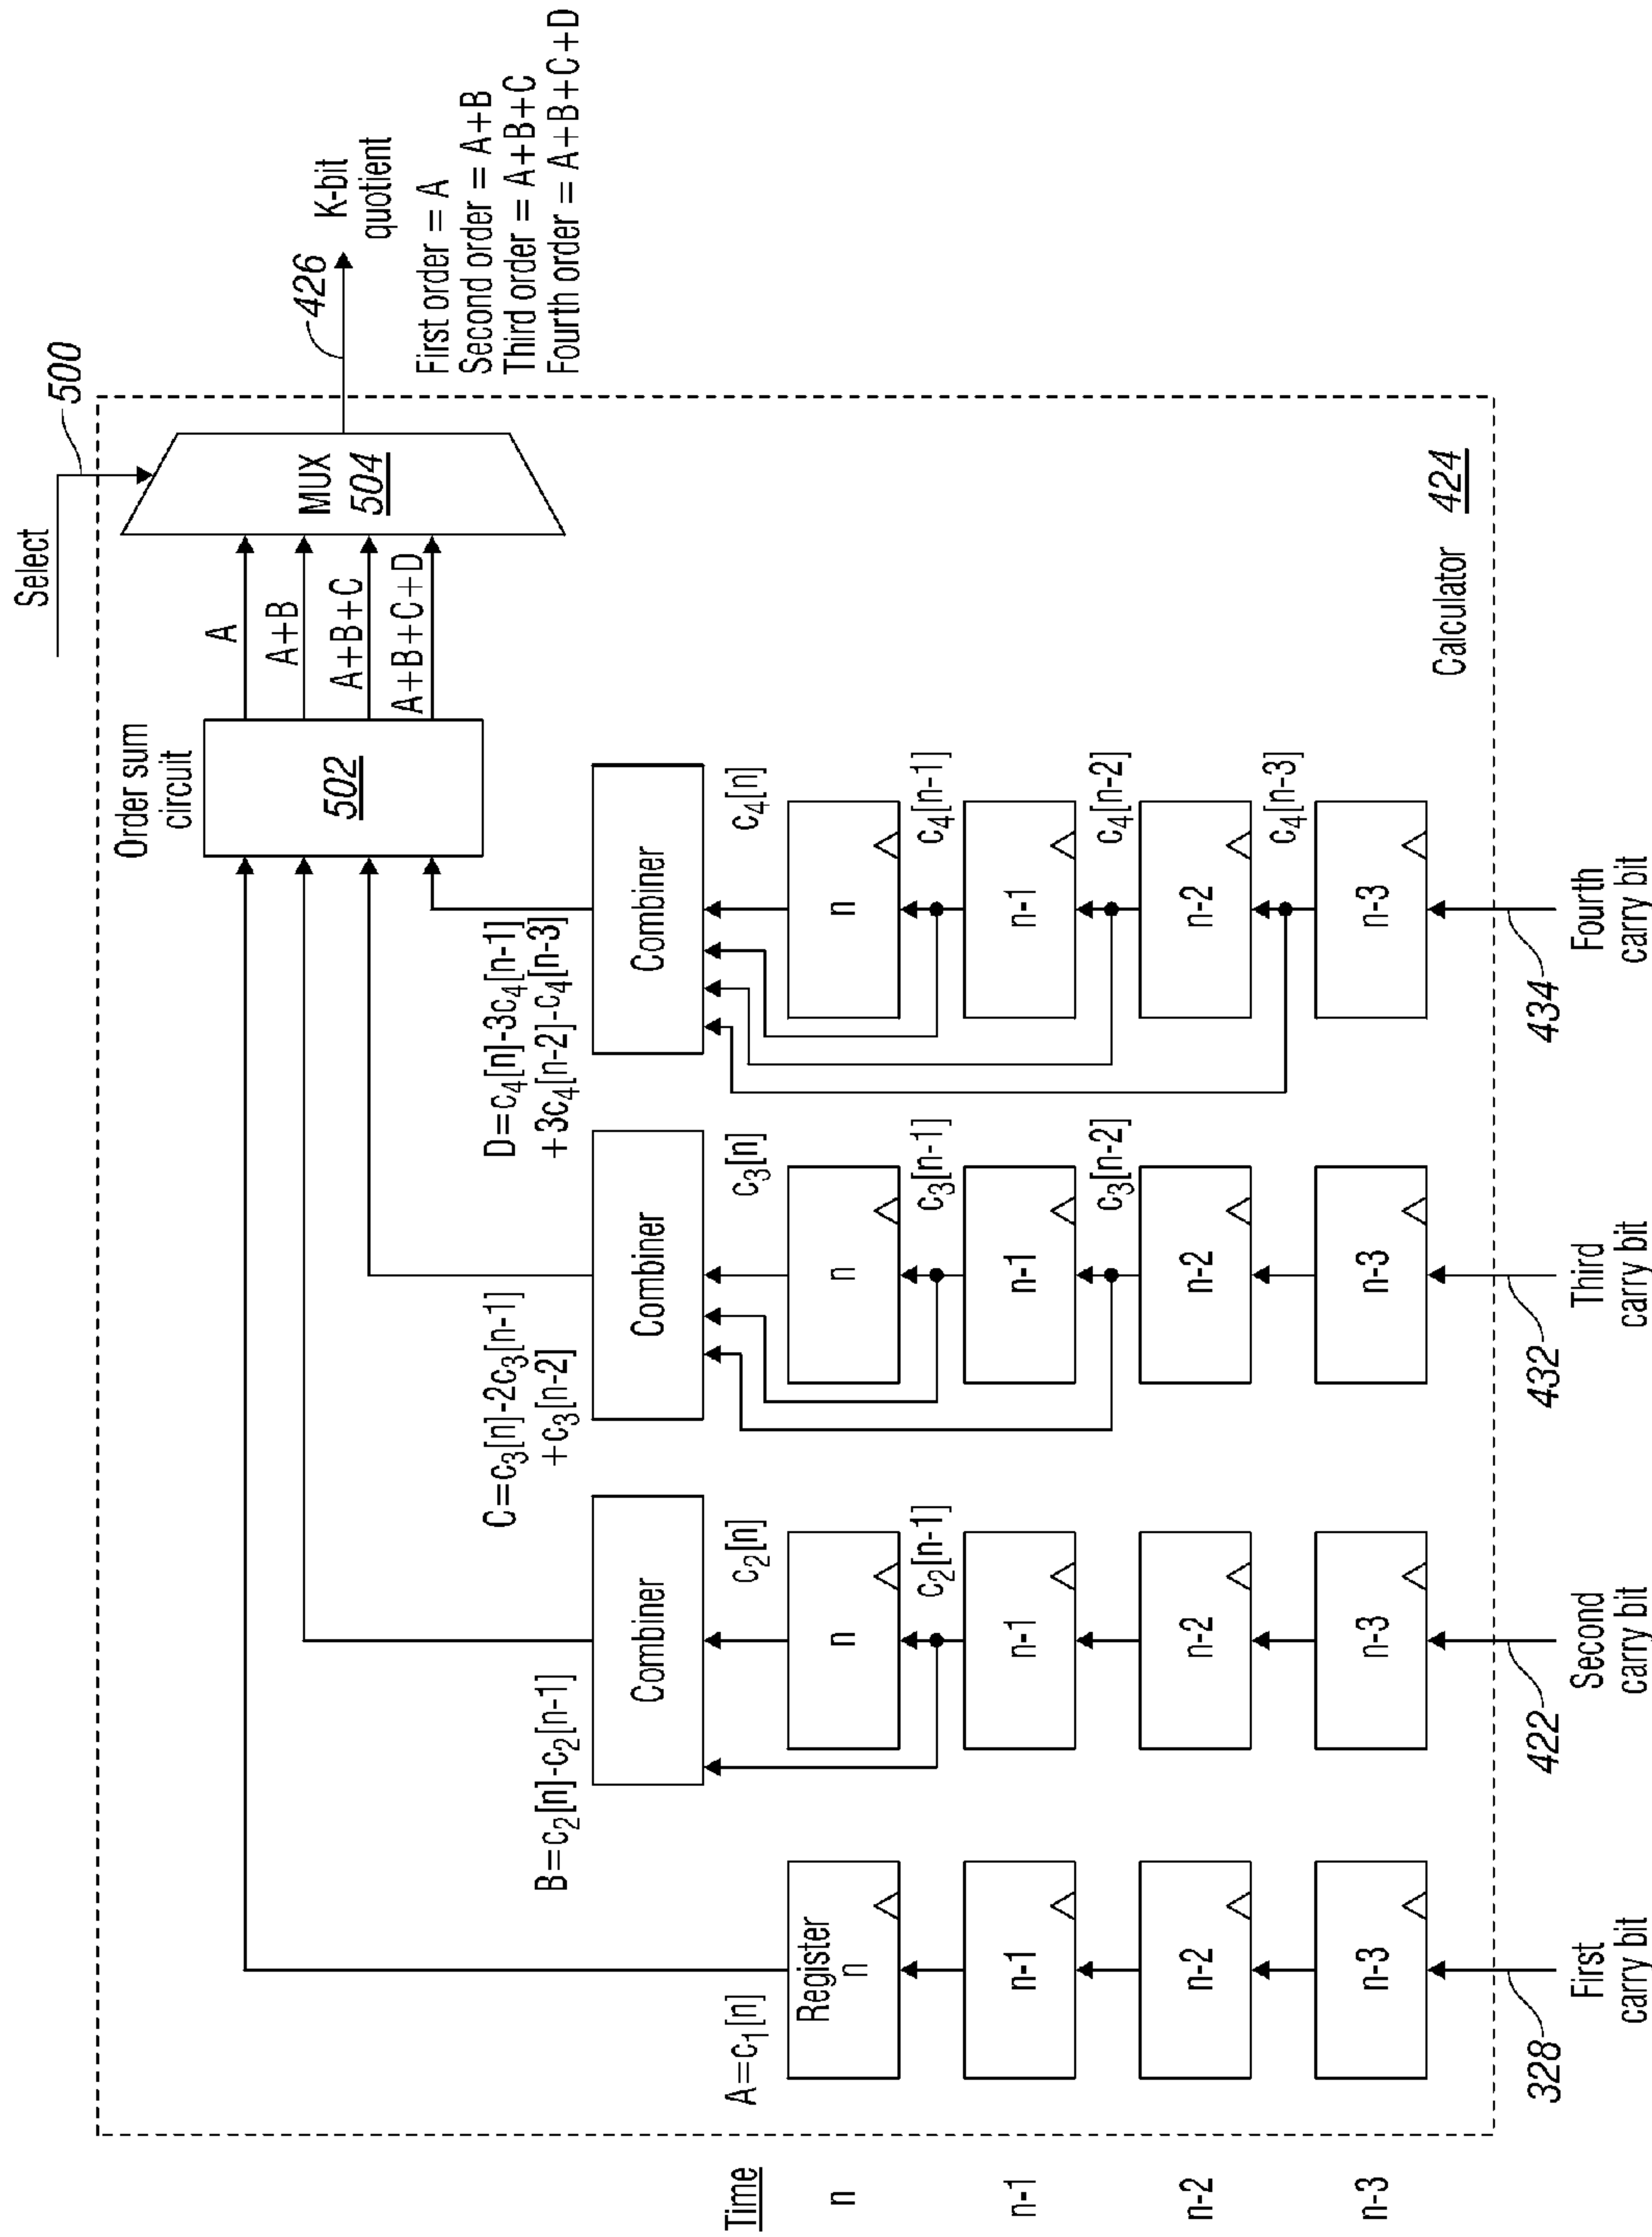 Select
500
Order sum
circuit
502
A
A+B
A+B+C
A+B+C+D
MUX
504
426
K-bit
quotient
First order = A
Second order = A+B
Third order = A+B+C
Fourth order = A+B+C+D
B=c₂[n]-c₂[n-1]
C=c₃[n]-2c₃[n-1]
+c₃[n-2]
D=c₄[n]-3c₄[n-1]
+3c₄[n-2]-c₄[n-3]
Combiner
Combiner
Combiner
Time
A=c₁[n]
c₂[n]
c₃[n]
c₄[n]
n
Register
n
n
n
n
c₂[n-1]
c₃[n-1]
c₄[n-1]
n-1
n-1
n-1
n-1
n-1
c₃[n-2]
c₄[n-2]
n-2
n-2
n-2
n-2
n-2
c₄[n-3]
n-3
n-3
n-3
n-3
n-3
Calculator
424
328
422
432
434
First
carry bit
Second
carry bit
Third
carry bit
Fourth
carry bit